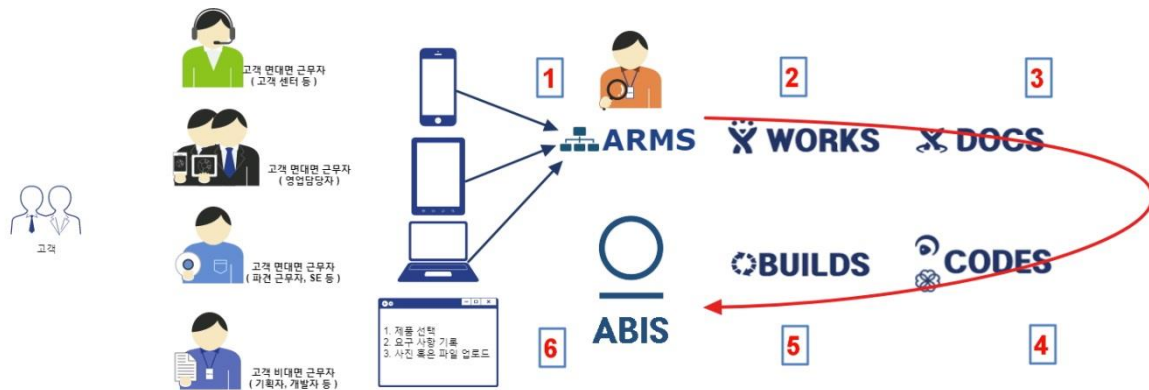 고객
고객 면대면 근무자
( 고객 센터 등 )
고객 면대면 근무자
( 영업담당자 )
고객 면대면 근무자
( 파견 근무자, SE 등 )
고객 비대면 근무자
( 기획자, 개발자 등 )
1. 제품 선택
2. 요구 사항 기록
3. 사진 혹은 파일 업로드
1
ARMS
2
WORKS
3
DOCS
4
CODES
5
BUILDS
6
ABIS